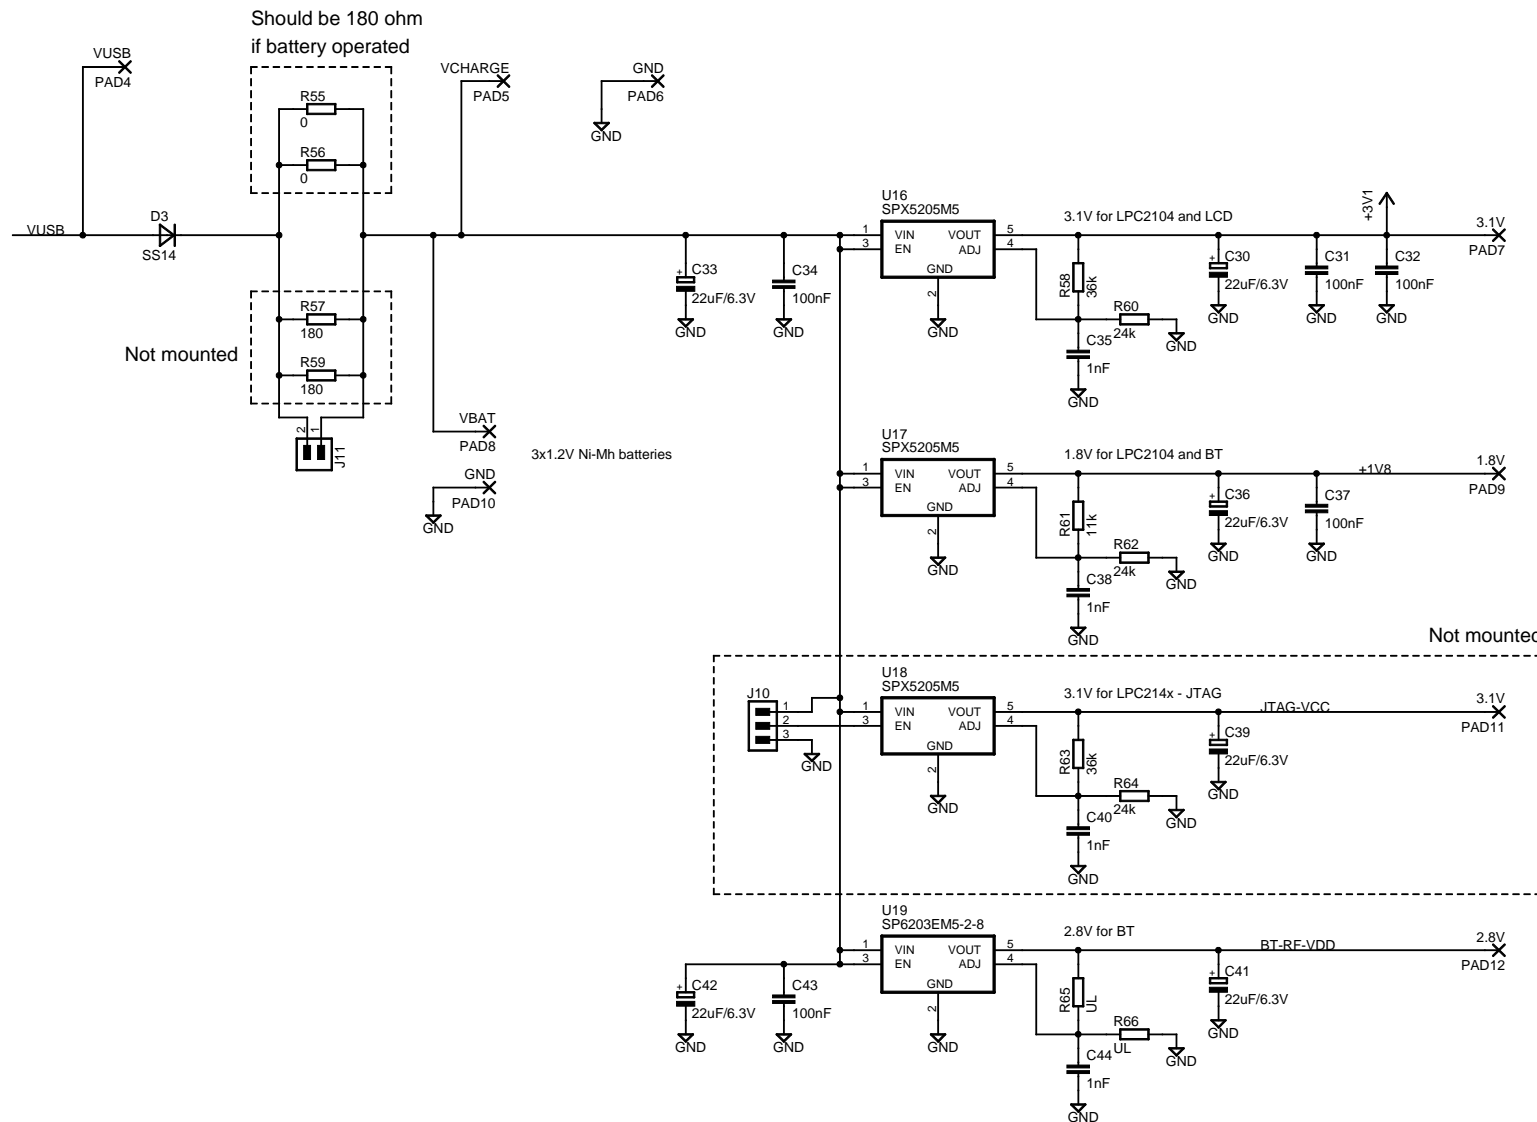 Should be 180 ohm
if battery operated
VUSB
PAD4
R55
0
R56
0
VCHARGE
PAD5
GND
PAD6
GND
VUSB
D3
SS14
R57
180
R59
180
Not mounted
2
1
J11
VBAT
PAD8
3x1.2V Ni-Mh batteries
GND
PAD10
GND
C33
+
22uF/6.3V
GND
C34
100nF
GND
U16
SPX5205M5
1
3
VIN
EN
VOUT
ADJ
GND
5
4
2
GND
3.1V for LPC2104 and LCD
R58
36k
R60
24k
GND
C35
1nF
GND
C30
+
22uF/6.3V
GND
C31
100nF
GND
+3V1
C32
100nF
GND
3.1V
PAD7
U17
SPX5205M5
1
3
VIN
EN
VOUT
ADJ
GND
5
4
2
GND
1.8V for LPC2104 and BT
R61
11k
R62
24k
GND
C38
1nF
GND
C36
+
22uF/6.3V
GND
C37
100nF
GND
+1V8
1.8V
PAD9
Not mounted
J10
1
2
3
GND
U18
SPX5205M5
1
3
VIN
EN
VOUT
ADJ
GND
5
4
2
GND
3.1V for LPC214x - JTAG
R63
36k
R64
24k
GND
C40
1nF
GND
JTAG-VCC
C39
+
22uF/6.3V
GND
3.1V
PAD11
U19
SP6203EM5-2-8
1
3
VIN
EN
VOUT
ADJ
GND
5
4
2
GND
C42
+
22uF/6.3V
GND
C43
100nF
GND
2.8V for BT
R65
UL
R66
UL
GND
C44
1nF
GND
BT-RF-VDD
C41
+
22uF/6.3V
GND
2.8V
PAD12